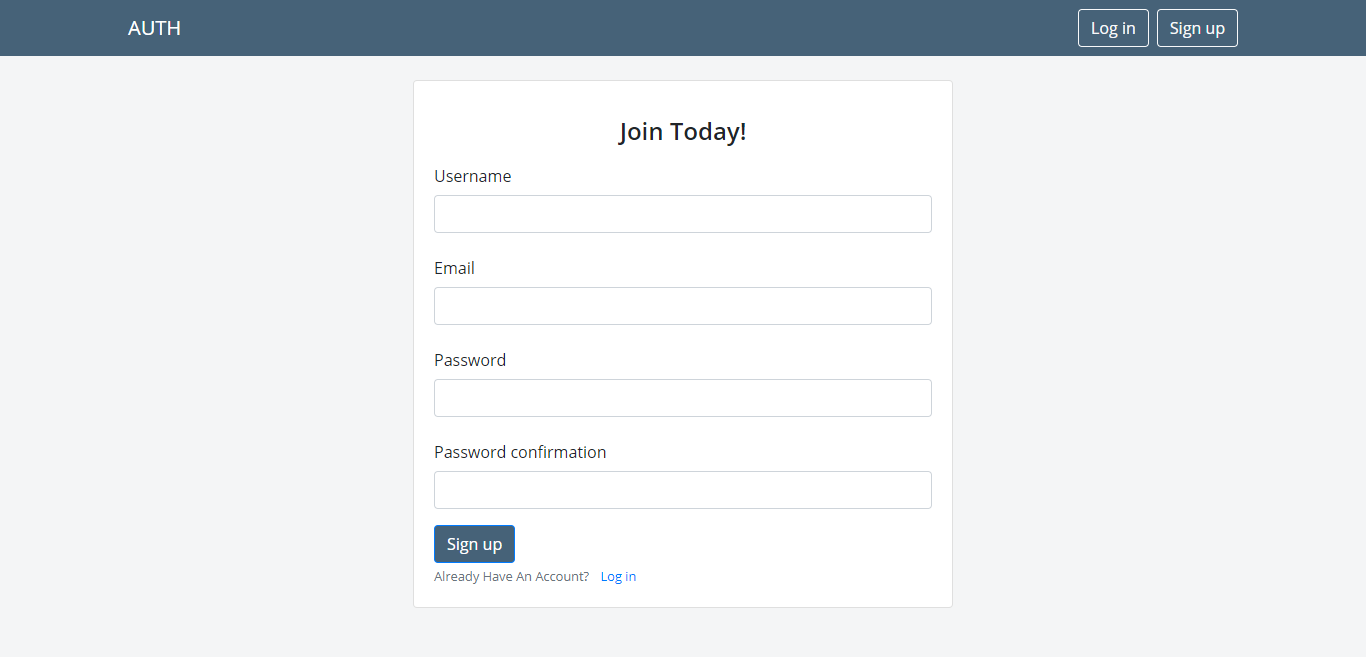 AUTH Log in Sign up
Join Today!
Username
Email
Password
Password confirmation
Sign up
Already Have An Account? Log in